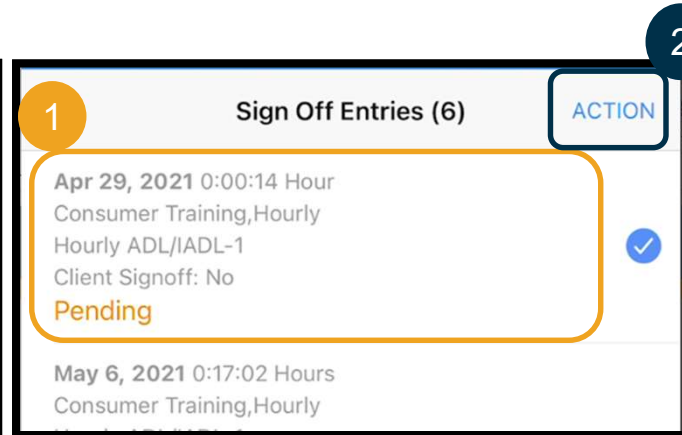 2
1
Sign Off Entries (6)
ACTION
Apr 29, 2021 0:00:14 Hour
Consumer Training,Hourly
Hourly ADL/IADL-1
Client Signoff: No
Pending
May 6, 2021 0:17:02 Hours
Consumer Training,Hourly